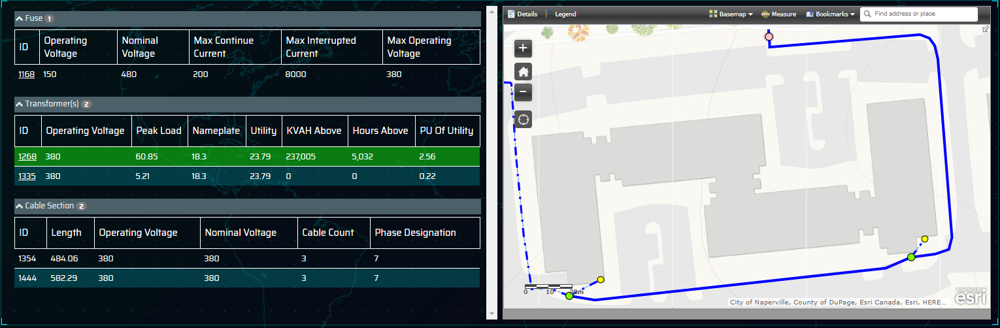 Fuse 1
ID Operating Voltage Nominal Voltage Max Continue Current Max Interrupted Current Max Operating Voltage
1168 150 480 200 8000 380
Transformer(s) 2
ID Operating Voltage Peak Load Nameplate Utility KVAH Above Hours Above PU Of Utility
1268 380 60.85 18.3 23.79 237,005 5,032 2.56
1335 380 5.21 18.3 23.79 0 0 0.22
Cable Section 2
ID Length Operating Voltage Nominal Voltage Cable Count Phase Designation
1354 484.06 380 380 3 7
1444 582.29 380 380 3 7
Details Legend Basemap Measure Bookmarks Find address or place
0 10 20m
City of Naperville, County of DuPage, Esri Canada, Esri, HERE...
POWERED BY
esri